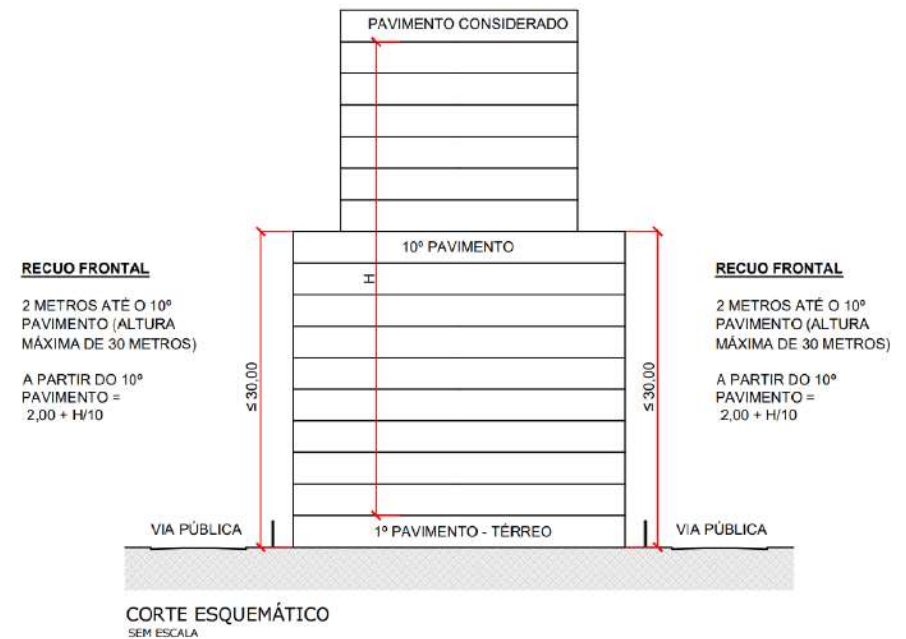 PAVIMENTO CONSIDERADO
10º PAVIMENTO
H
RECUO FRONTAL
2 METROS ATÉ O 10º
PAVIMENTO (ALTURA
MÁXIMA DE 30 METROS)
A PARTIR DO 10º
PAVIMENTO =
2,00 + H/10
≤ 30,00
≤ 30,00
RECUO FRONTAL
2 METROS ATÉ O 10º
PAVIMENTO (ALTURA
MÁXIMA DE 30 METROS)
A PARTIR DO 10º
PAVIMENTO =
2,00 + H/10
VIA PÚBLICA
1º PAVIMENTO - TÉRREO
VIA PÚBLICA
CORTE ESQUEMÁTICO
SEM ESCALA